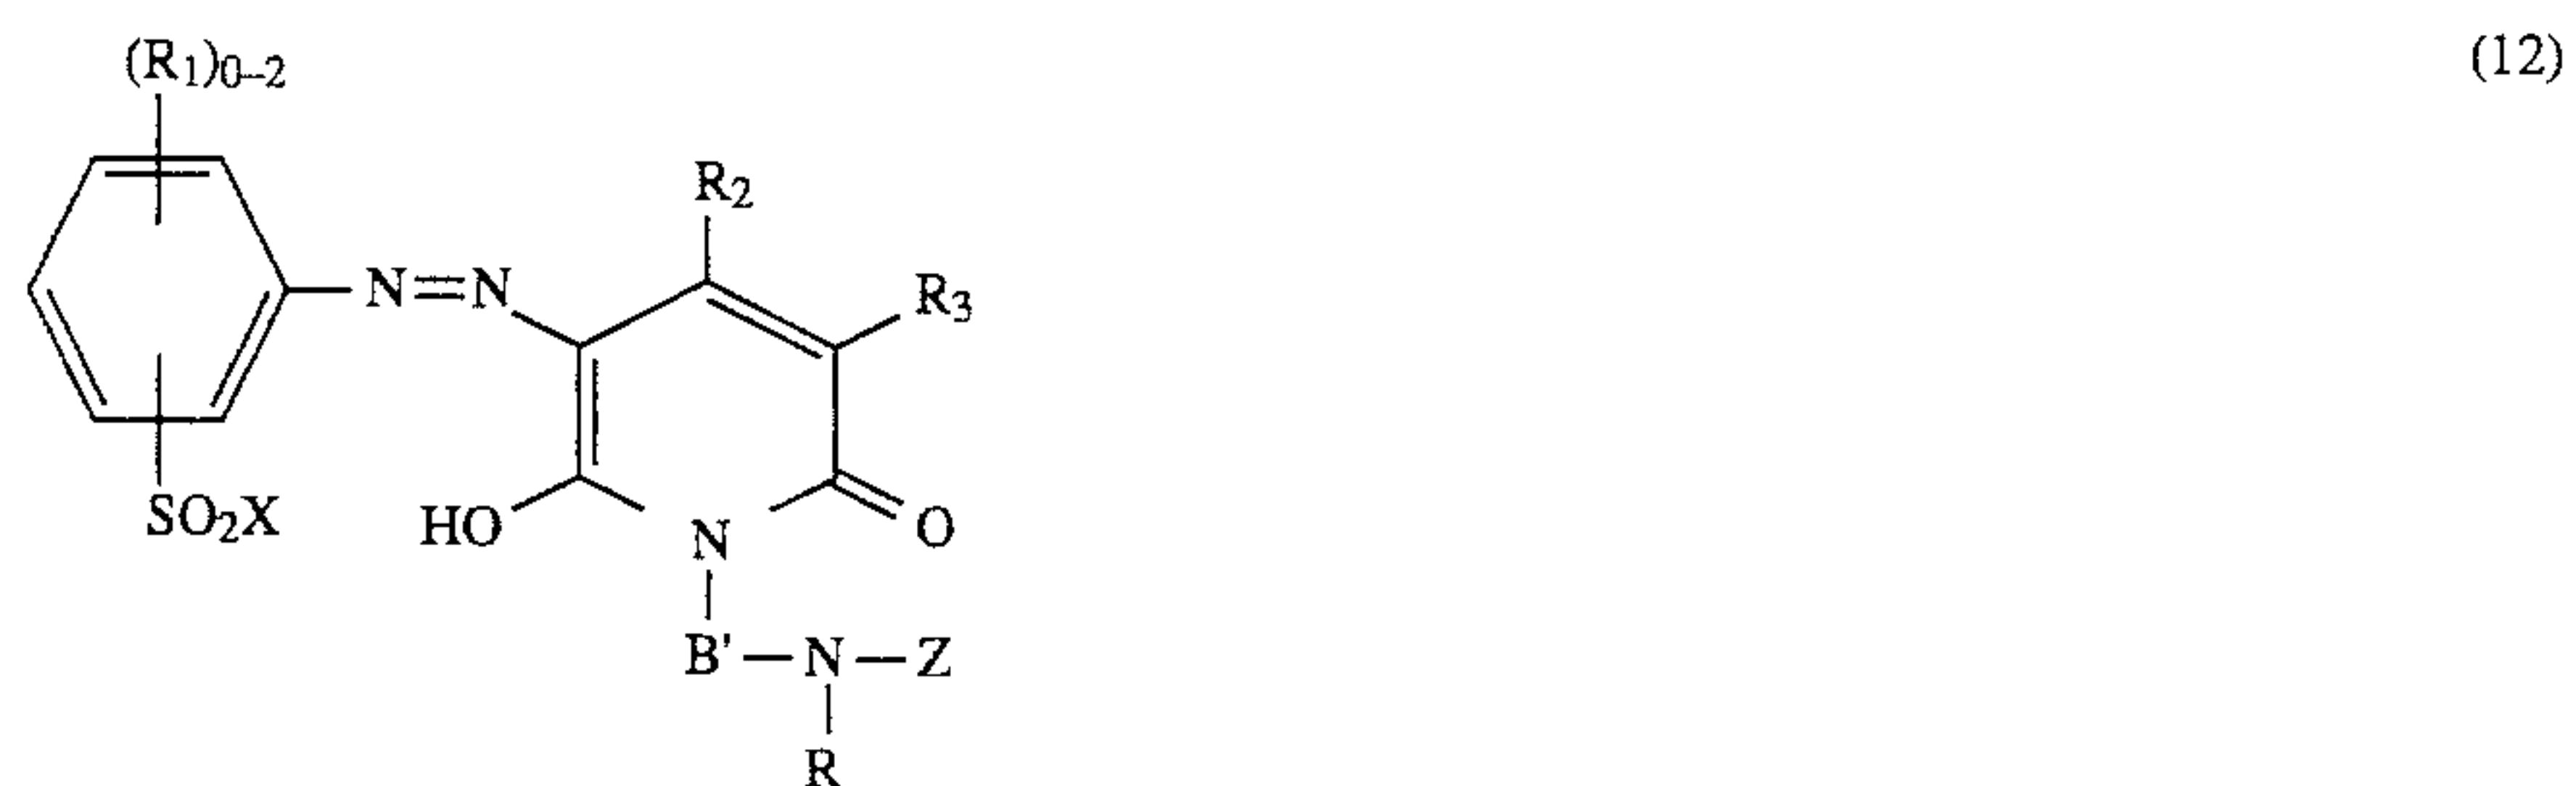 (R1)0–2
(12)
R2
N=N
R3
SO2X
HO
N
O
B'—N—Z
R